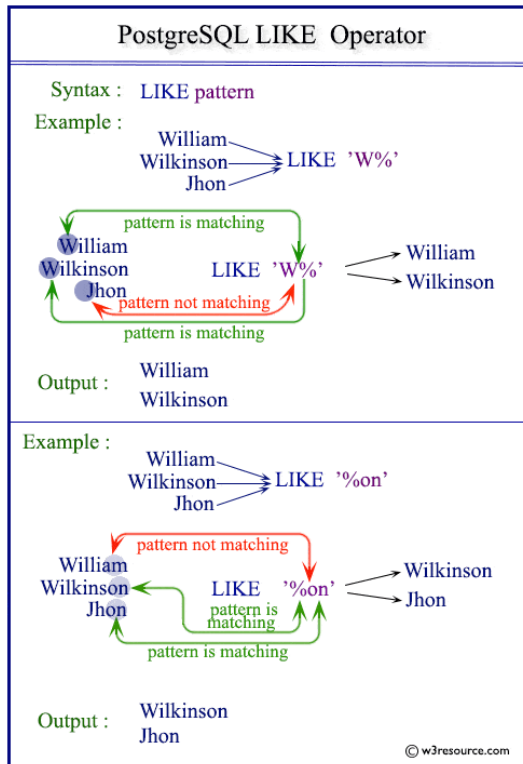 PostgreSQL LIKE Operator
Syntax : LIKE pattern
Example :
William
Wilkinson LIKE 'W%'
Jhon
pattern is matching
William
Wilkinson LIKE 'W%'
Jhon
William
Wilkinson
pattern not matching
pattern is matching
Output :
William
Wilkinson
Example :
William
Wilkinson LIKE '%on'
Jhon
pattern not matching
William
Wilkinson LIKE '%on'
Jhon
Wilkinson
Jhon
pattern is
matching
pattern is matching
Output :
Wilkinson
Jhon
© w3resource.com